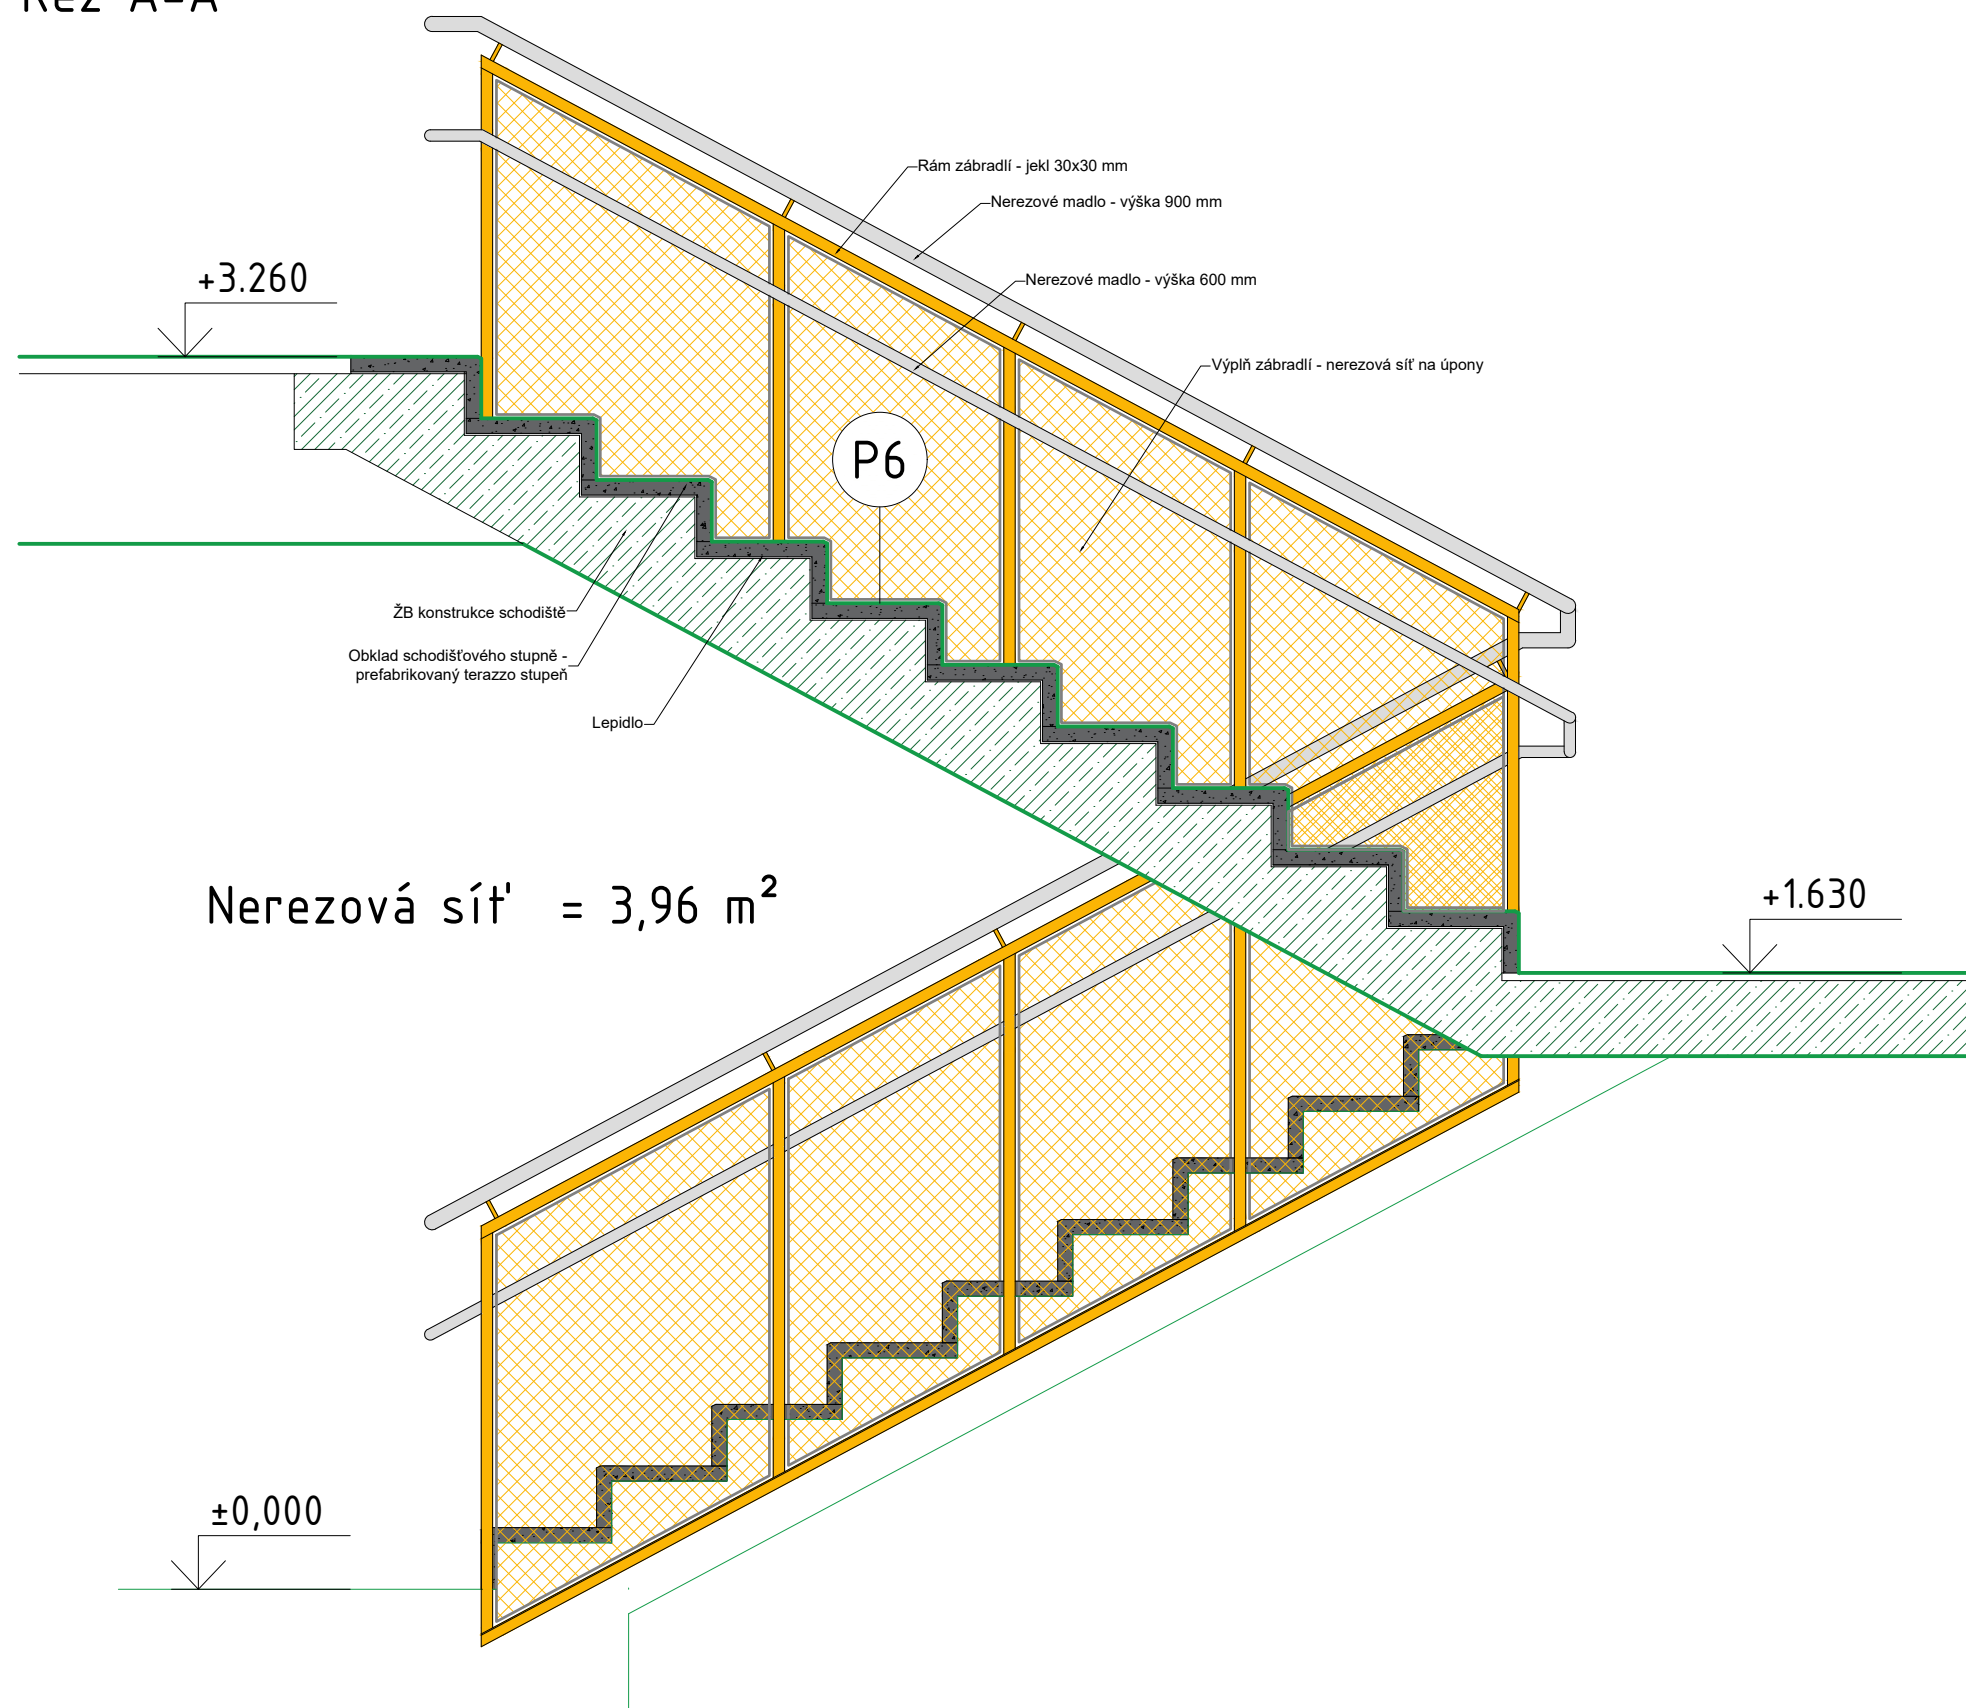 Řez A-A
Rám zábradlí - jekl 30x30 mm
Nerezové madlo - výška 900 mm
+3.260
Nerezové madlo - výška 600 mm
Výplň zábradlí - nerezová síť na úpony
P6
ŽB konstrukce schodiště
Obklad schodišťového stupně -
prefabrikovaný terazzo stupeň
Lepidlo
Nerezová síť = 3,96 m²
+1.630
±0,000